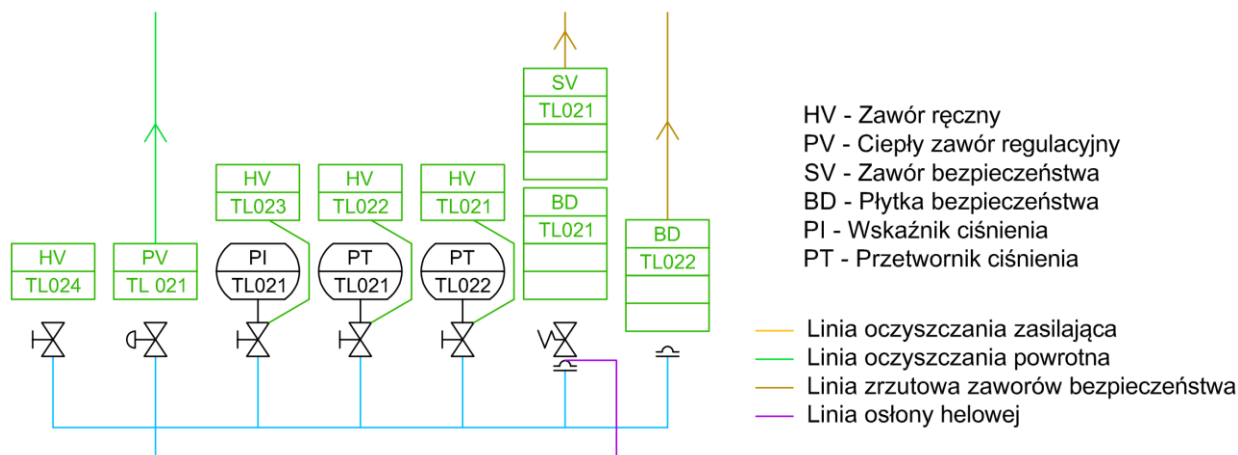 SV
TL021
HV
TL023
HV
TL022
HV
TL021
BD
TL021
BD
TL022
HV
TL024
PV
TL 021
PI
TL021
PT
TL021
PT
TL022
HV - Zawór ręczny
PV - Ciepły zawór regulacyjny
SV - Zawór bezpieczeństwa
BD - Płytka bezpieczeństwa
PI - Wskaźnik ciśnienia
PT - Przetwornik ciśnienia
Linia oczyszczania zasilająca
Linia oczyszczania powrotna
Linia zrzutowa zaworów bezpieczeństwa
Linia osłony helowej